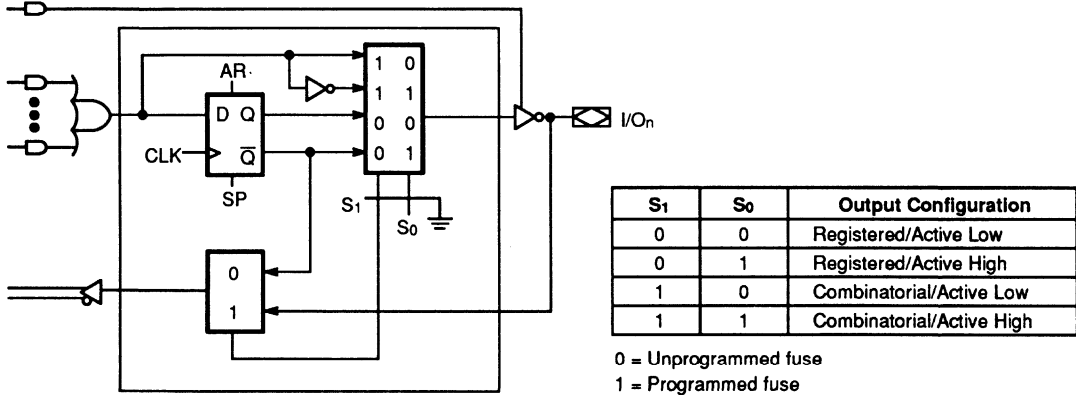 1 0
AR
1 1
D Q
0 0
I/On
CLK
Q
0 1
SP
S1
S0
0
1
S1 S0 Output Configuration
0 0 Registered/Active Low
0 1 Registered/Active High
1 0 Combinatorial/Active Low
1 1 Combinatorial/Active High
0 = Unprogrammed fuse
1 = Programmed fuse